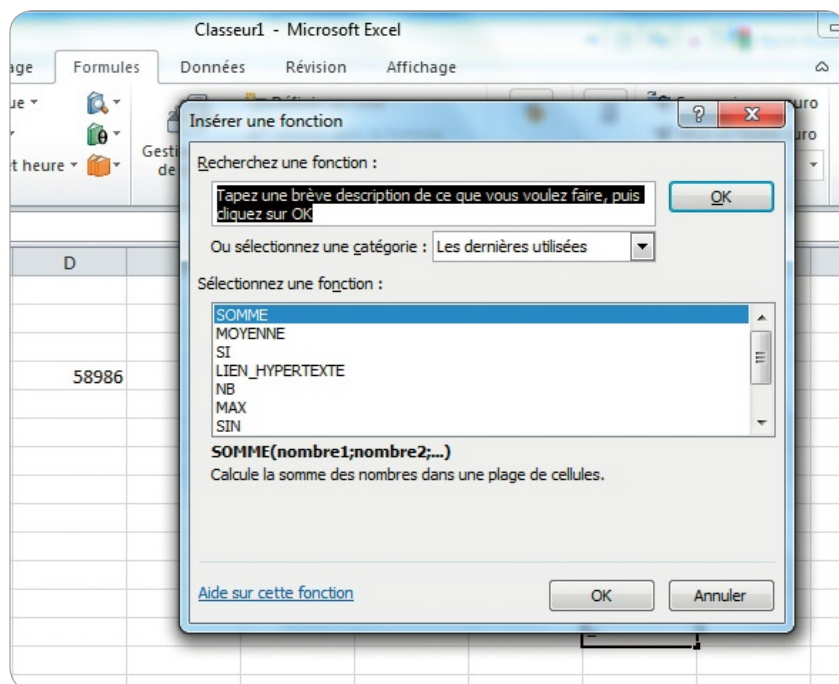 Classeur1 - Microsoft Excel
age Formules Données Révision Affichage
ue
uro
uro
Gesti
t heure
de
Insérer une fonction
Recherchez une fonction :
Tapez une brève description de ce que vous voulez faire, puis
cliquez sur OK
OK
Ou sélectionnez une catégorie : Les dernières utilisées
D
Sélectionnez une fonction :
SOMME
MOYENNE
SI
LIEN_HYPERTEXTE
58986
NB
MAX
SIN
SOMME(nombre1;nombre2;...)
Calcule la somme des nombres dans une plage de cellules.
Aide sur cette fonction
OK Annuler
=